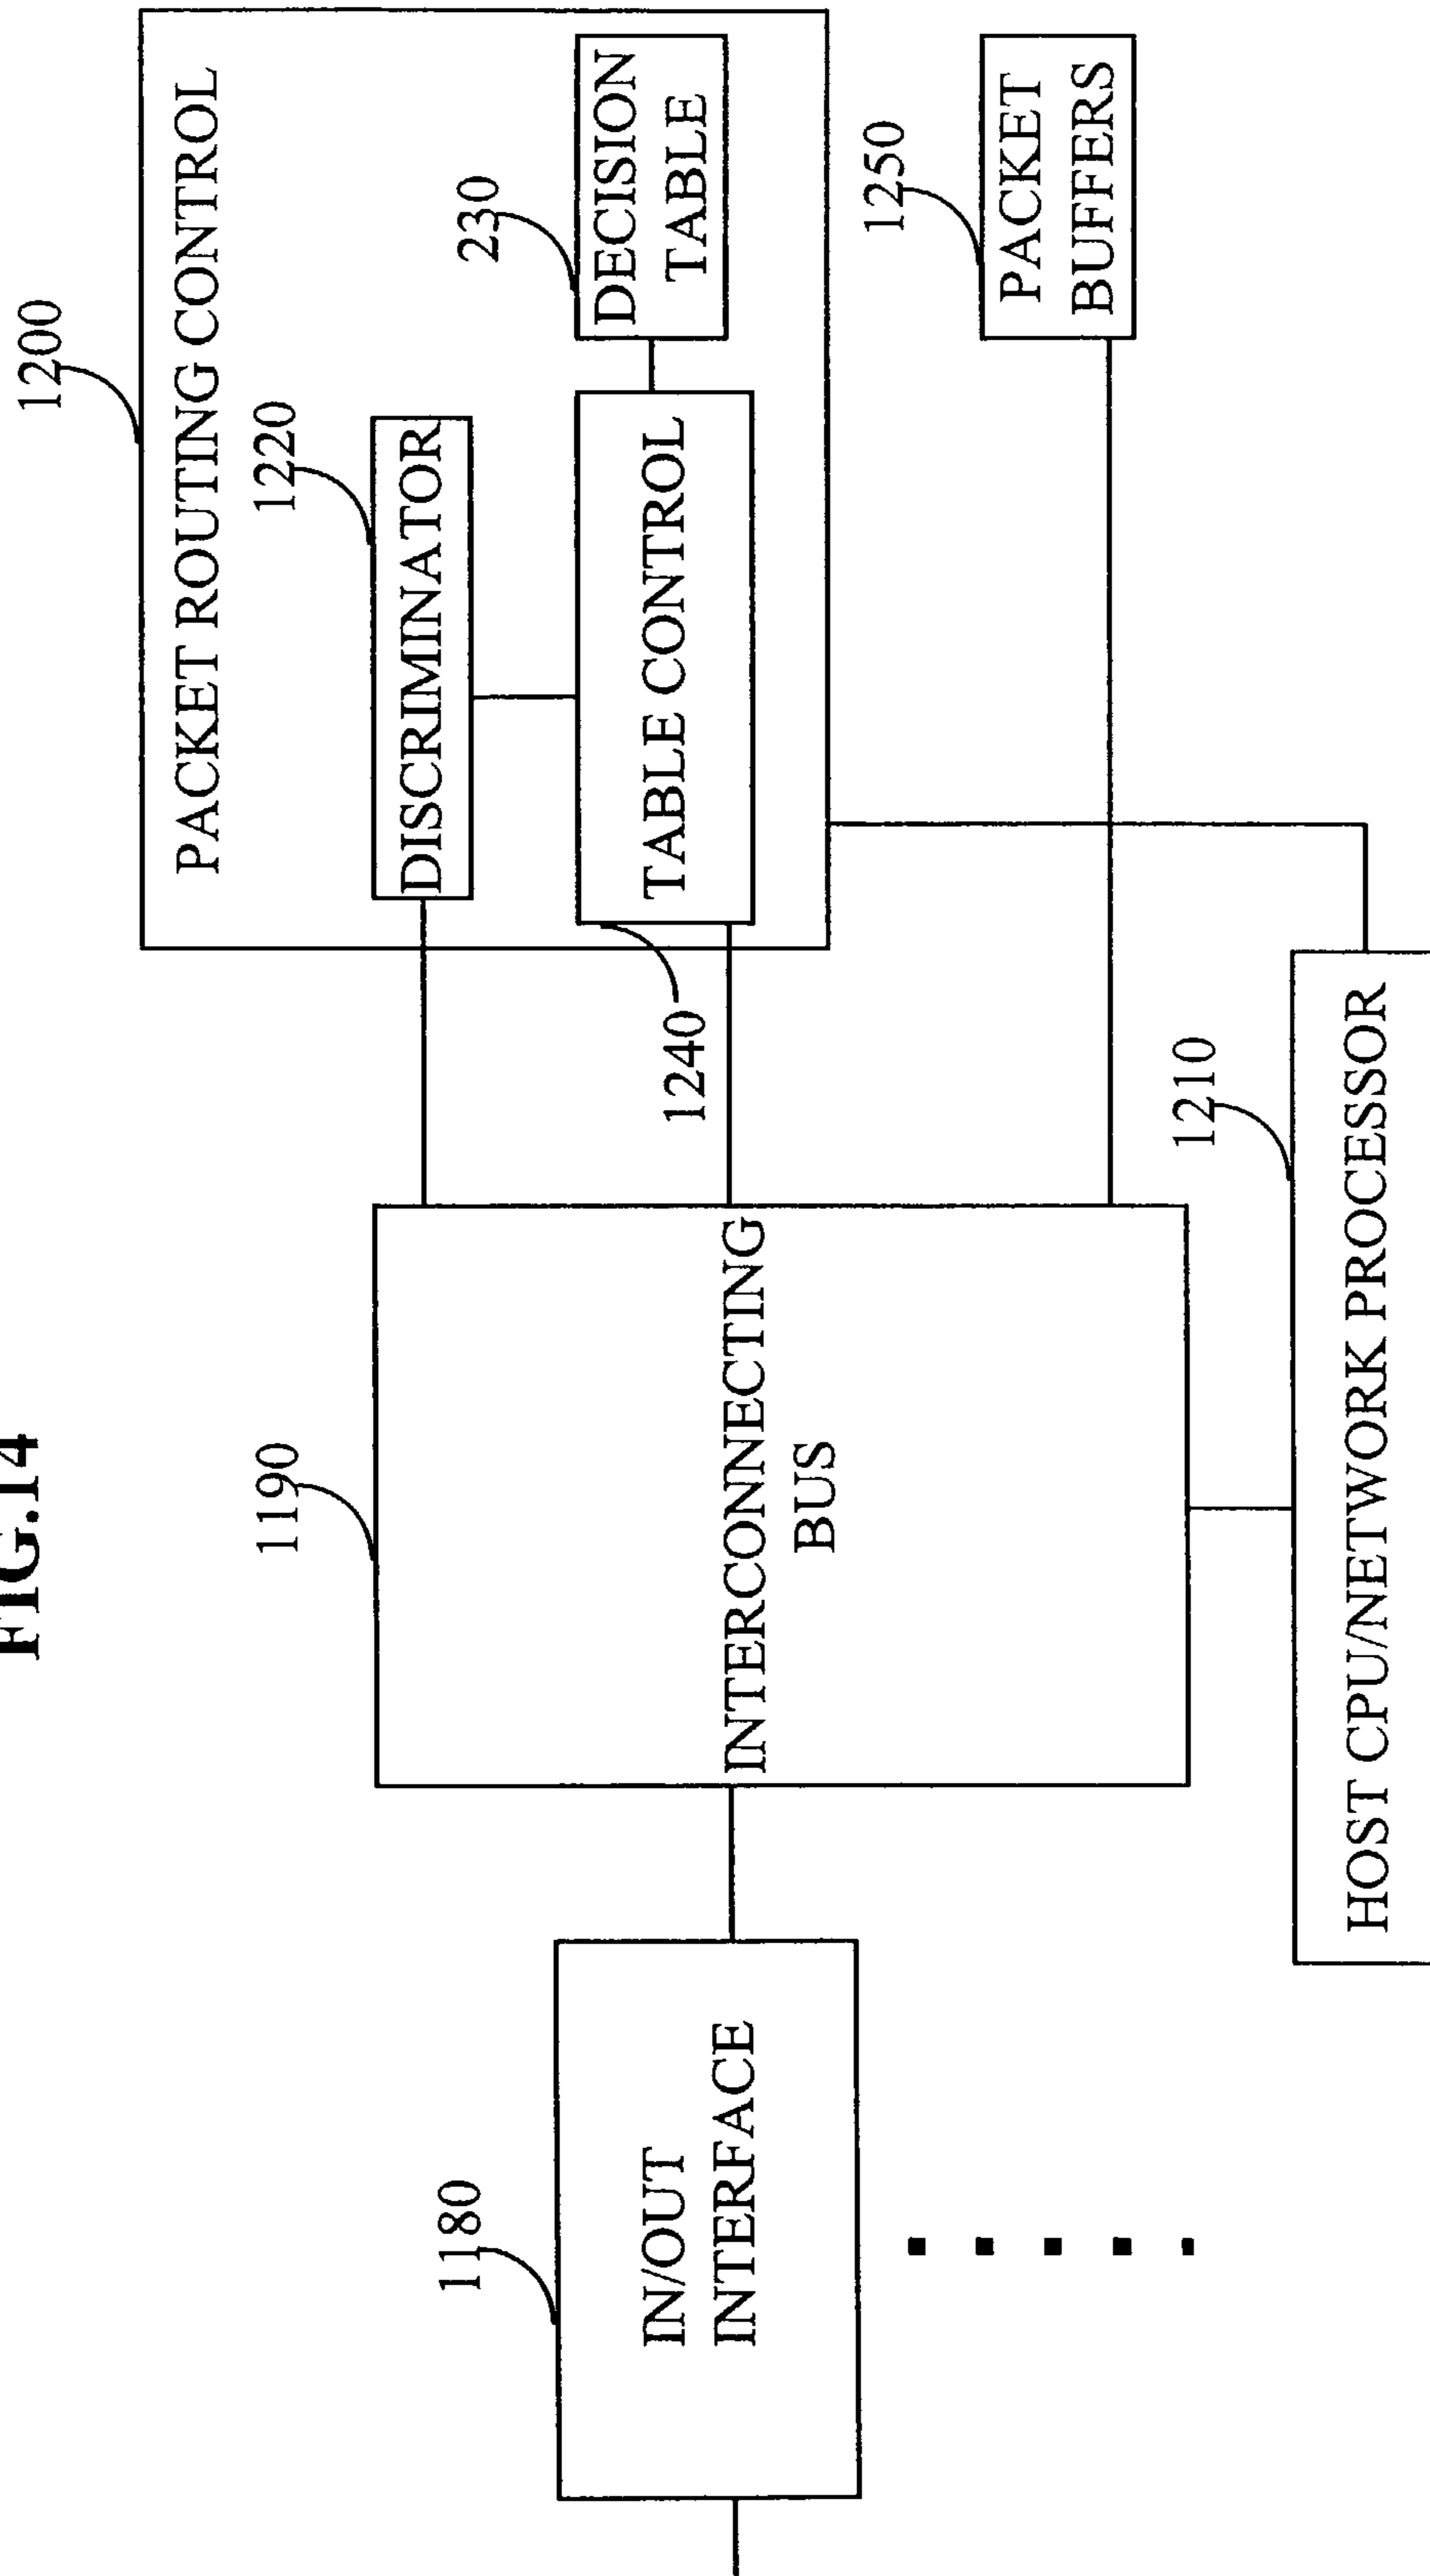 FIG.14
1200
PACKET ROUTING CONTROL
1220
DISCRIMINATOR
230
DECISION
TABLE
TABLE CONTROL
1240
1190
INTERCONNECTING
BUS
1180
IN/OUT
INTERFACE
1250
PACKET
BUFFERS
1210
HOST CPU/NETWORK PROCESSOR